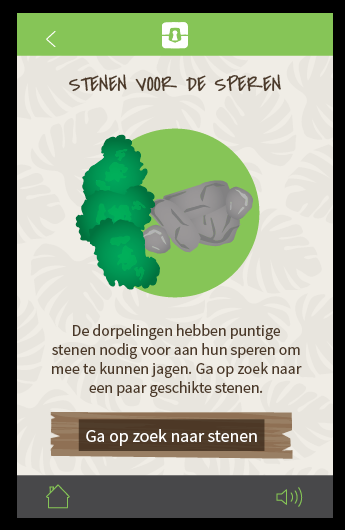 STENEN VOOR DE SPEREN
De dorpelingen hebben puntige
stenen nodig voor aan hun speren om
mee te kunnen jagen. Ga op zoek naar
een paar geschikte stenen.
Ga op zoek naar stenen